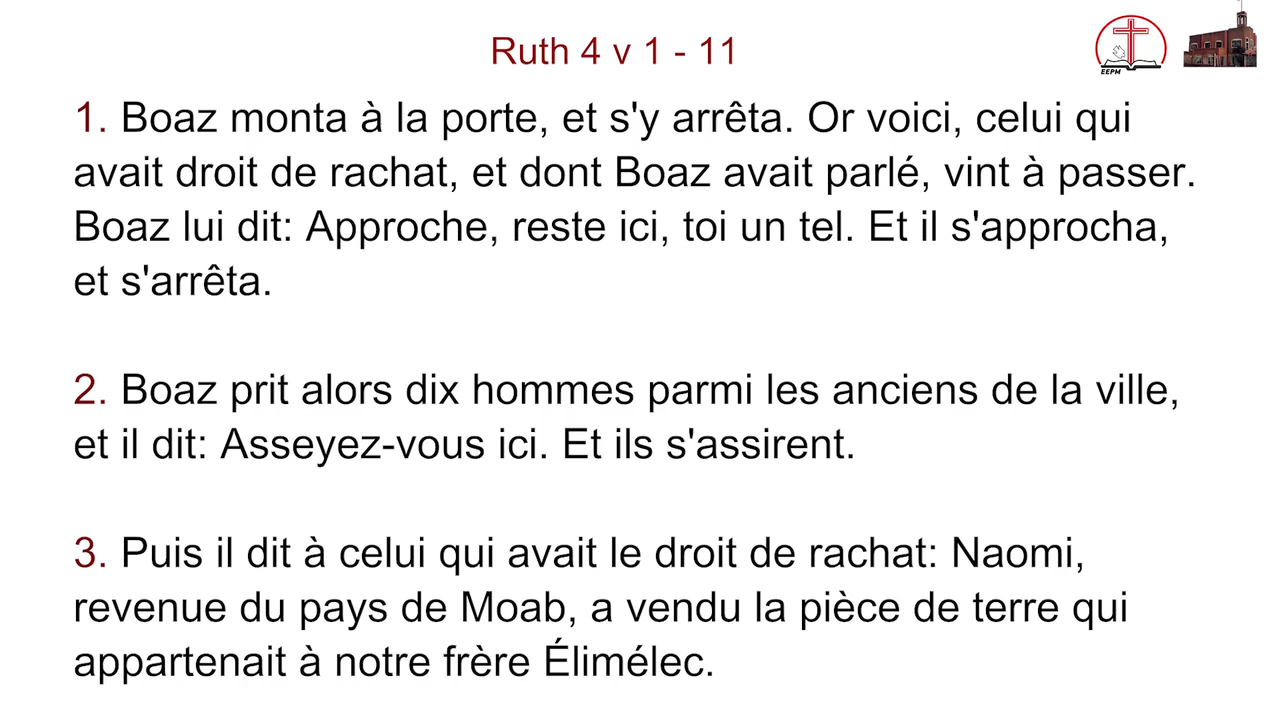 Ruth 4 v 1 - 11
EEPM
1. Boaz monta à la porte, et s'y arrêta. Or voici, celui qui
avait droit de rachat, et dont Boaz avait parlé, vint à passer.
Boaz lui dit: Approche, reste ici, toi un tel. Et il s'approcha,
et s'arrêta.
2. Boaz prit alors dix hommes parmi les anciens de la ville,
et il dit: Asseyez-vous ici. Et ils s'assirent.
3. Puis il dit à celui qui avait le droit de rachat: Naomi,
revenue du pays de Moab, a vendu la pièce de terre qui
appartenait à notre frère Élimélec.